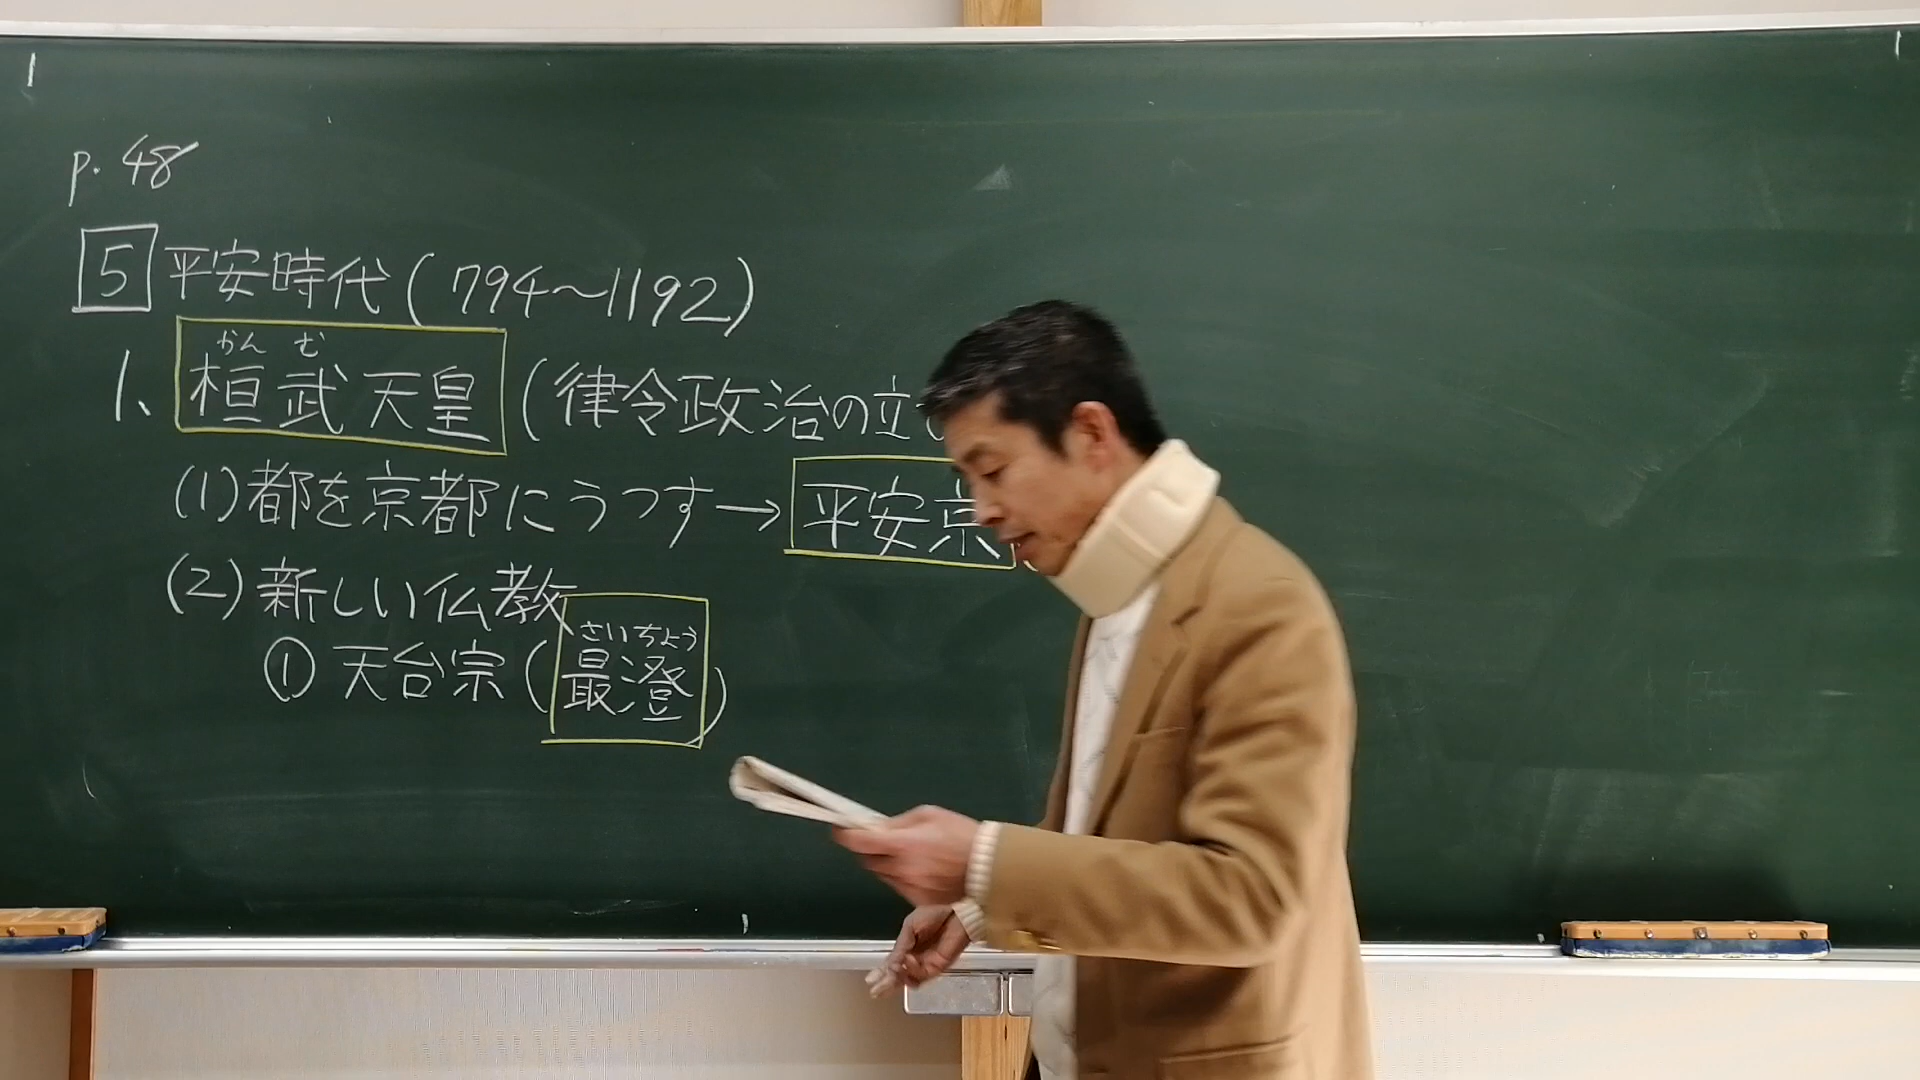 p.48
5 平安時代(794〜1192)
かん む
1、桓武天皇(律令政治の立
(1)都を京都にうつす→平安京
(2)新しい仏教
さいちょう
①天台宗(最澄)